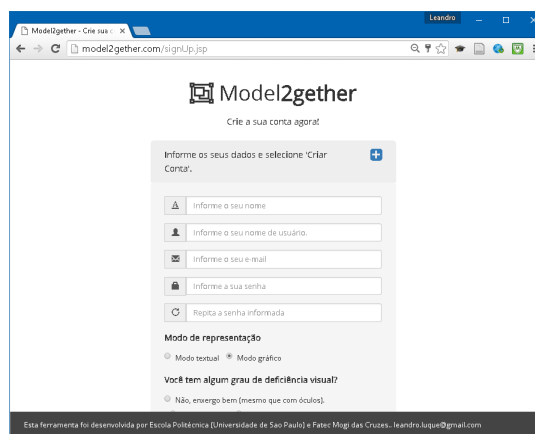 Leandro
Model2gether - Crie sua c
model2gether.com/signUp.jsp
Model2gether
Crie a sua conta agora!
Informe os seus dados e selecione 'Criar
Conta'.
Informe o seu nome
Informe o seu nome de usuário.
Informe o seu e-mail
Informe a sua senha
Repita a senha informada
Modo de representação
Modo textual Modo gráfico
Você tem algum grau de deficiência visual?
Não, enxergo bem (mesmo que com óculos).
Esta ferramenta foi desenvolvida por Escola Politécnica (Universidade de Sao Paulo) e Fatec Mogi das Cruzes.. leandro.luque@gmail.com